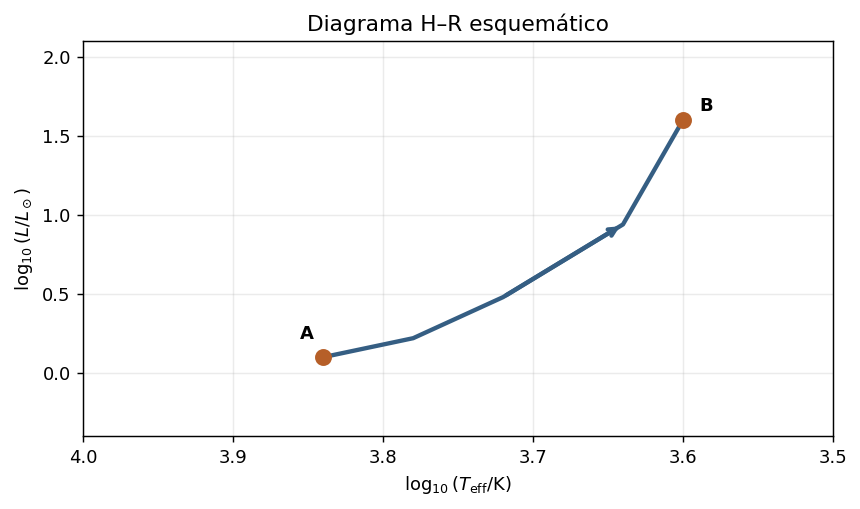 Diagrama H–R esquemático
2.0
1.5
1.0
0.5
0.0
log₁₀ (L/L⊙)
A
B
4.0 3.9 3.8 3.7 3.6 3.5
log₁₀ (T_eff/K)